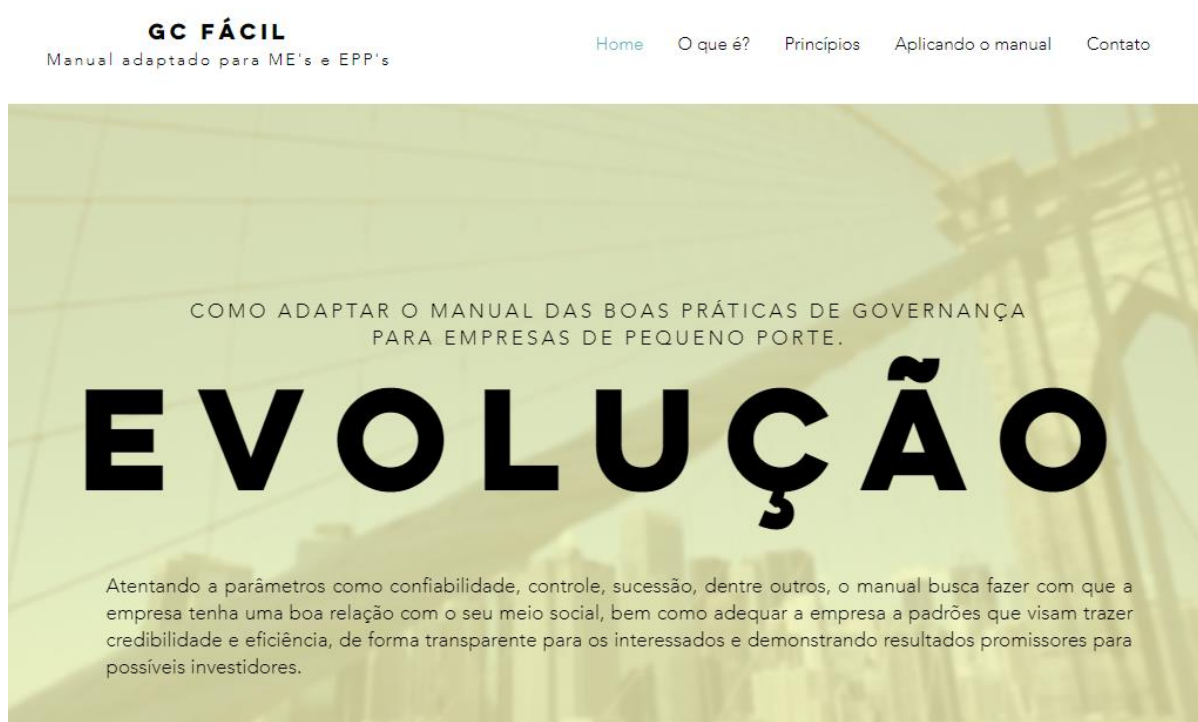 GC FÁCIL
Manual adaptado para ME's e EPP's
Home O que é? Princípios Aplicando o manual Contato
COMO ADAPTAR O MANUAL DAS BOAS PRÁTICAS DE GOVERNANÇA
PARA EMPRESAS DE PEQUENO PORTE.
EVOLUÇÃO
Atentando a parâmetros como confiabilidade, controle, sucessão, dentre outros, o manual busca fazer com que a
empresa tenha uma boa relação com o seu meio social, bem como adequar a empresa a padrões que visam trazer
credibilidade e eficiência, de forma transparente para os interessados e demonstrando resultados promissores para
possíveis investidores.